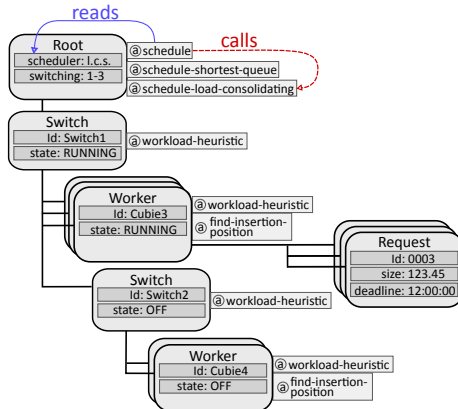 reads
Root
scheduler: l.c.s.
switching: 1-3
@schedule
calls
@schedule-shortest-queue
@schedule-load-consolidating
Switch
Id: Switch1
state: RUNNING
@workload-heuristic
Worker
Id: Cubie3
state: RUNNING
@workload-heuristic
@find-insertion-
position
Request
Id: 0003
size: 123.45
deadline: 12:00:00
Switch
Id: Switch2
state: OFF
@workload-heuristic
Worker
Id: Cubie4
state: OFF
@workload-heuristic
@find-insertion-
position